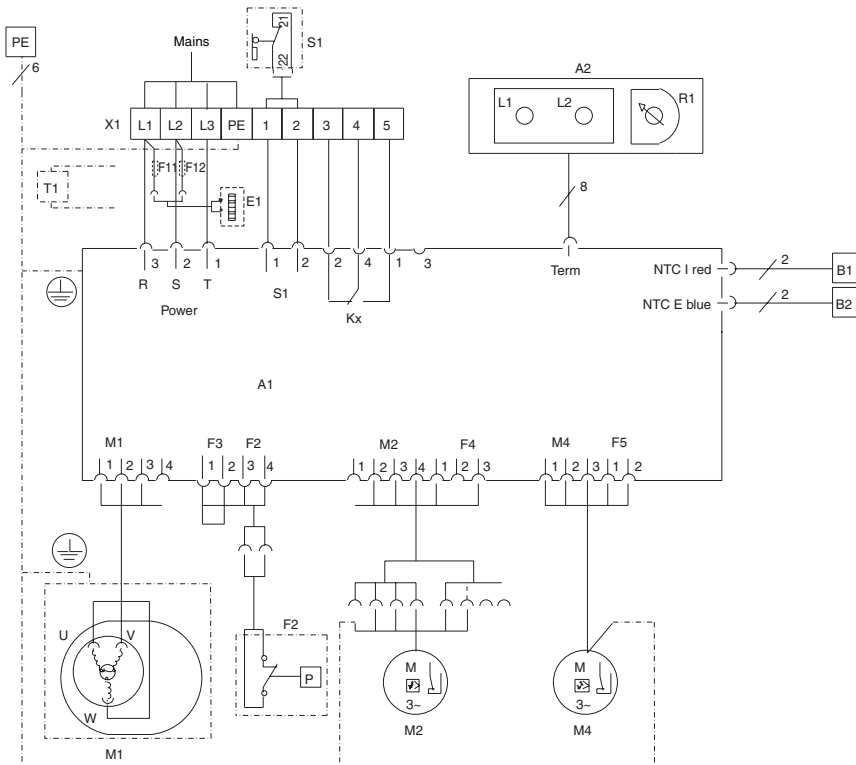 PE
6
Mains
21
22
S1
A2
L1
L2
R1
X1
L1 L2 L3 PE 1 2 3 4 5
F11 F12
T1
E1
8
3 2 1 1 2 2 4 1 3
R S T S1
Term
Power
Kx
NTC I red
2
B1
NTC E blue
2
B2
A1
M1 F3 F2 M2 F4 M4 F5
1 2 3 4 1 2 3 4 1 2 3 4 1 2 3 1 2 3 1 2
U V
W
M1
F2
P
M
3~
M2
M
3~
M4